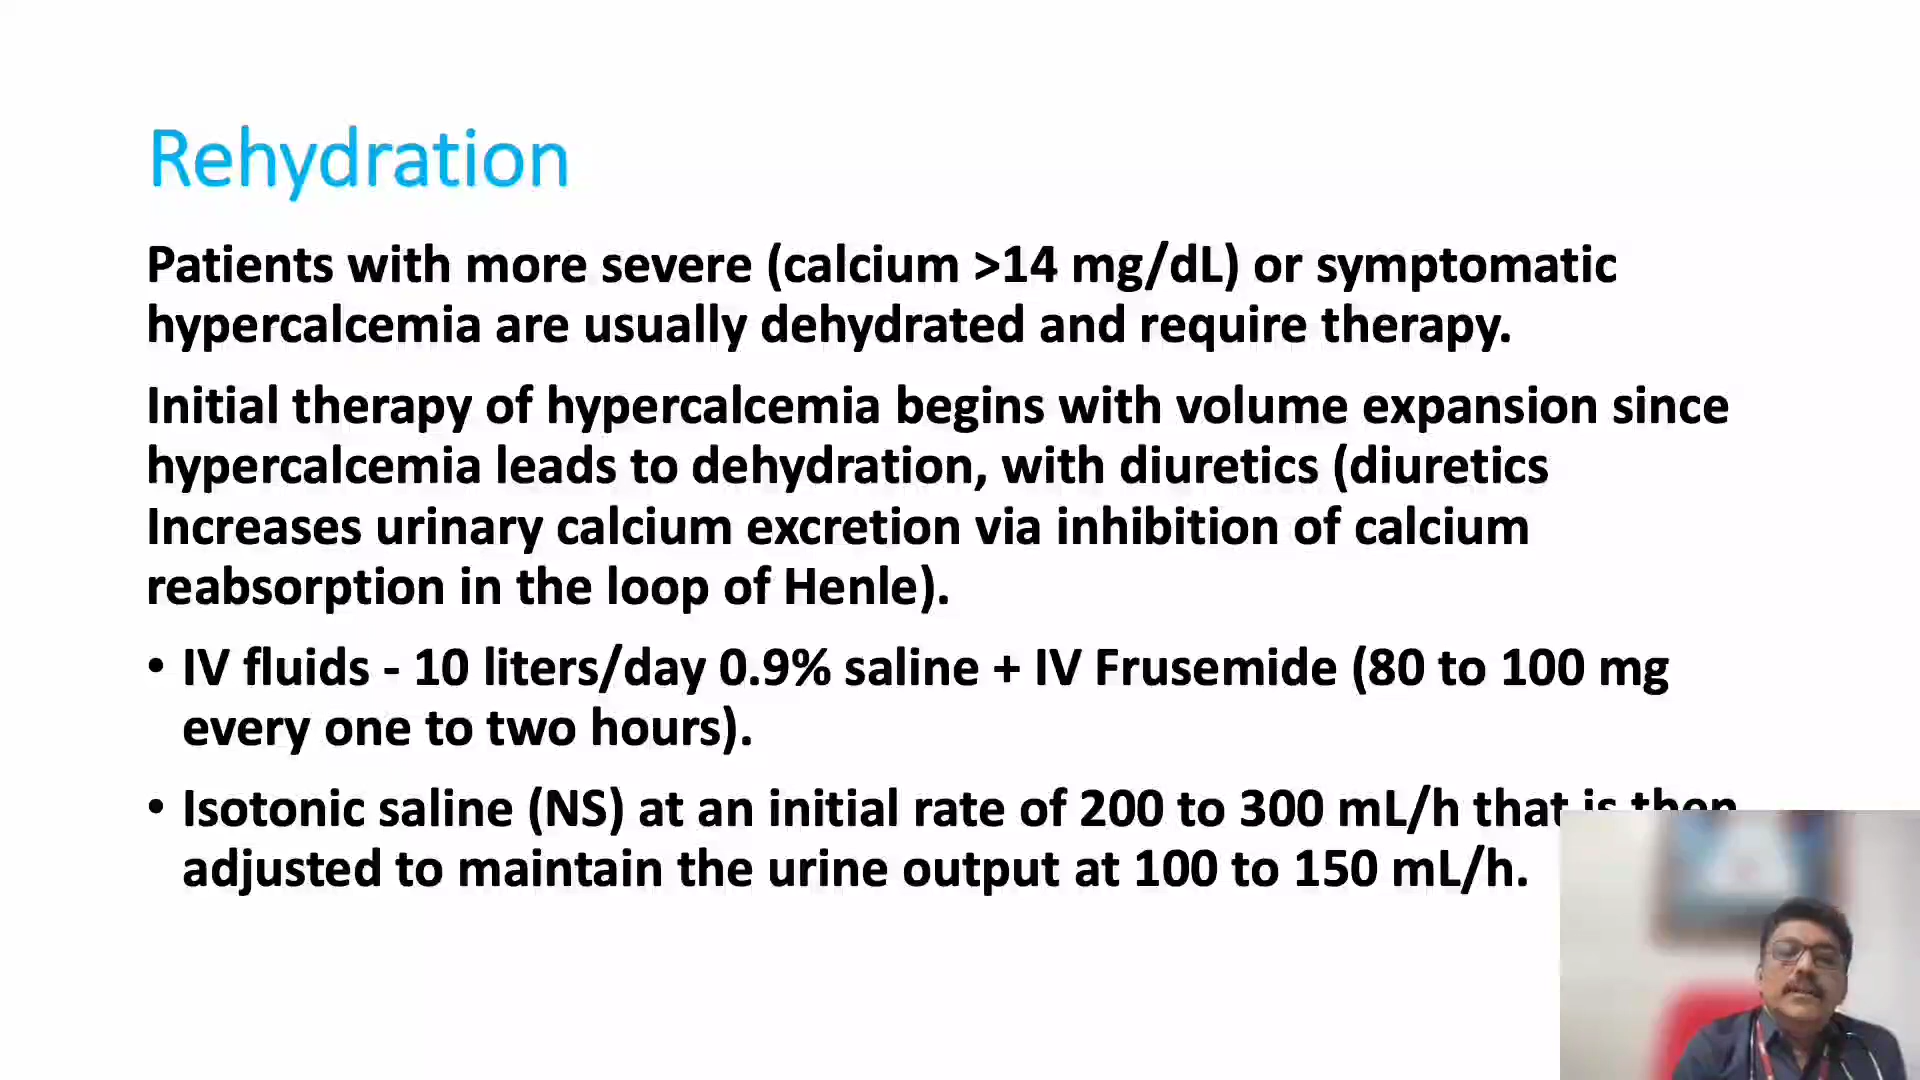 Rehydration
Patients with more severe (calcium >14 mg/dL) or symptomatic
hypercalcemia are usually dehydrated and require therapy.
Initial therapy of hypercalcemia begins with volume expansion since
hypercalcemia leads to dehydration, with diuretics (diuretics
Increases urinary calcium excretion via inhibition of calcium
reabsorption in the loop of Henle).
• IV fluids - 10 liters/day 0.9% saline + IV Frusemide (80 to 100 mg
every one to two hours).
• Isotonic saline (NS) at an initial rate of 200 to 300 mL/h that is then
adjusted to maintain the urine output at 100 to 150 mL/h.